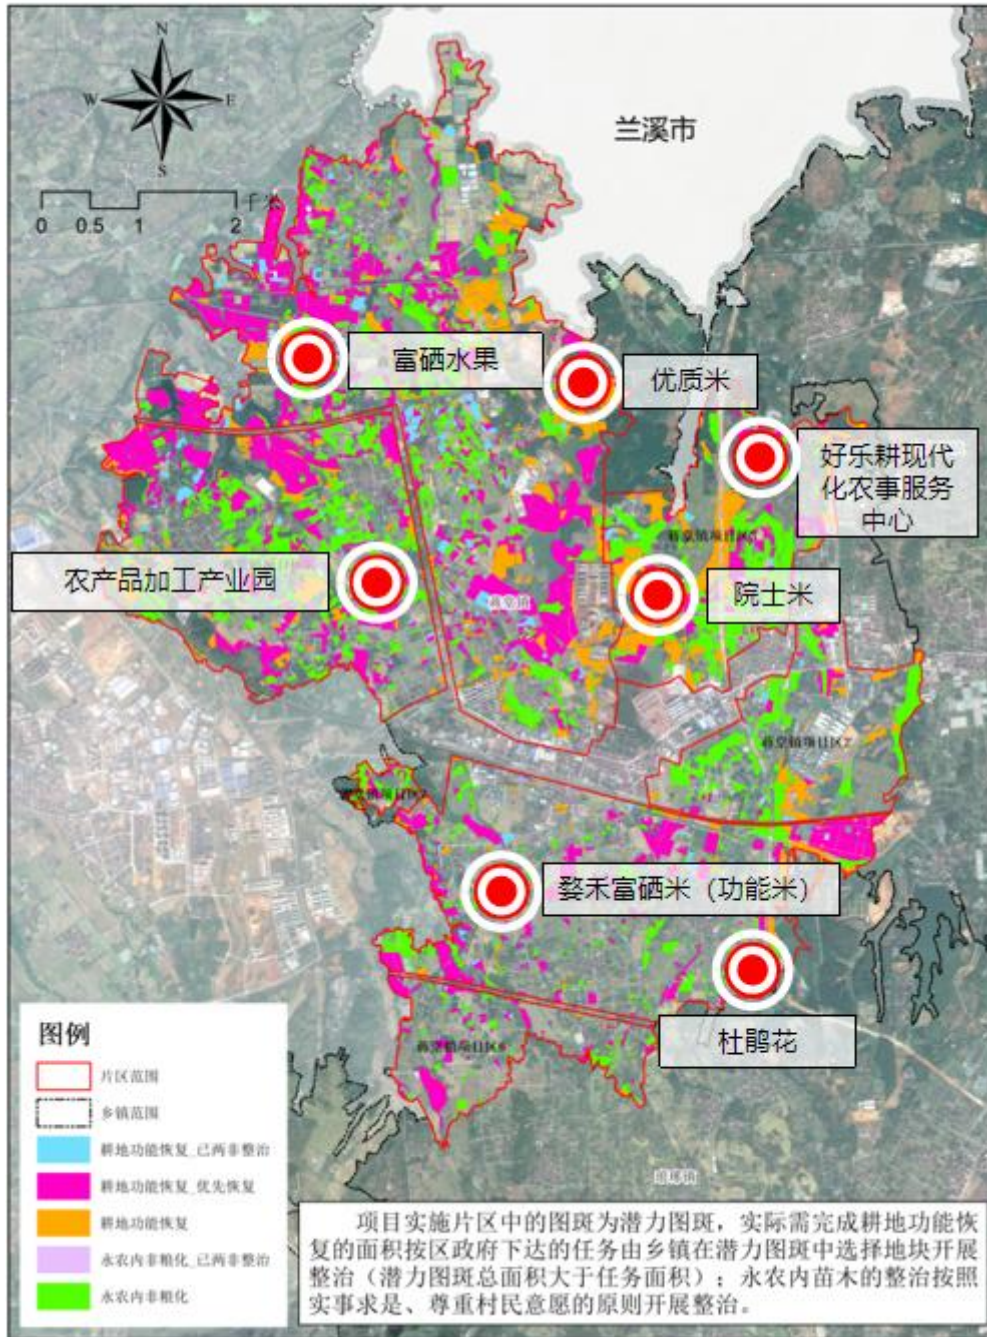 N
W
E
S
兰溪市
千米
0 0.5 1 2
富硒水果
优质米
好乐耕现代
化农事服务
中心
农产品加工产业园
院士米
蒋堂镇
婺禾富硒米（功能米）
杜鹃花
琅琊镇
图例
片区范围
乡镇范围
耕地功能恢复_已两非整治
耕地功能恢复_优先恢复
耕地功能恢复
永农内非粮化_已两非整治
永农内非粮化
项目实施片区中的图斑为潜力图斑，实际需完成耕地功能恢
复的面积按区政府下达的任务由乡镇在潜力图斑中选择地块开展
整治（潜力图斑总面积大于任务面积）；永农内苗木的整治按照
实事求是、尊重村民意愿的原则开展整治。